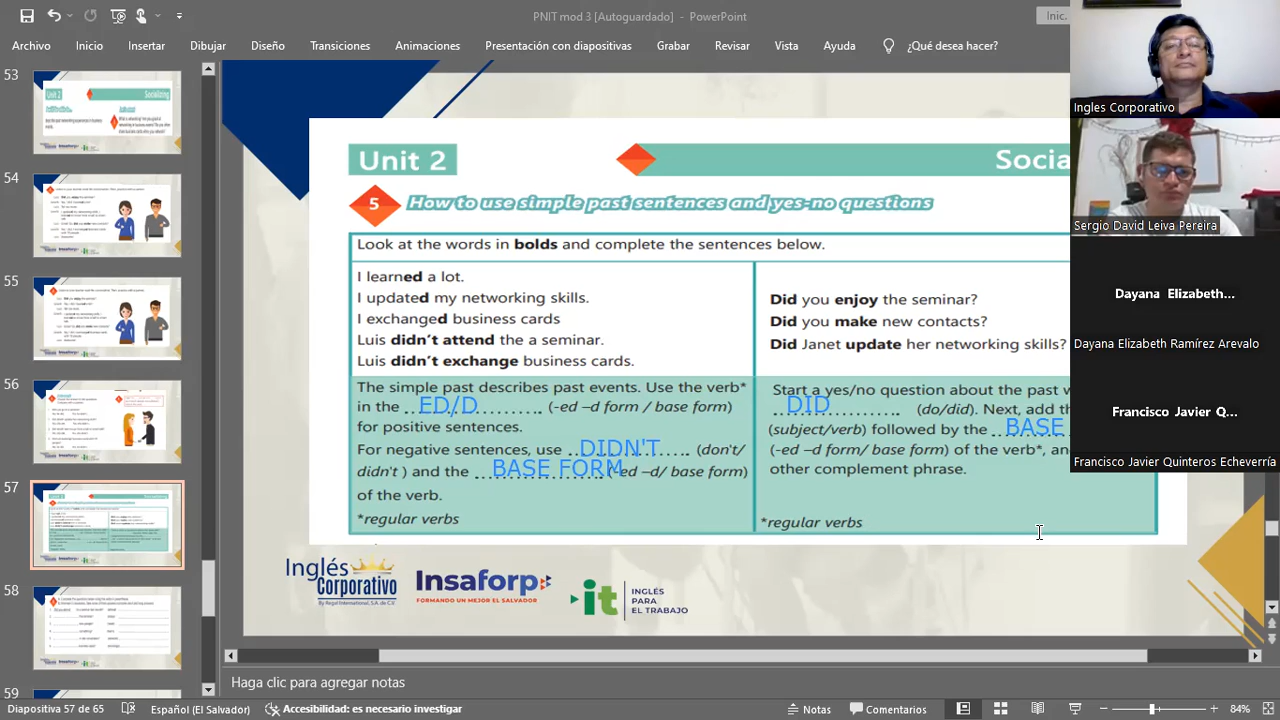 PNIT mod 3 [Autoguardado] - PowerPoint
Inic.
Archivo Inicio Insertar Dibujar Diseño Transiciones Animaciones Presentación con diapositivas Grabar Revisar Vista Ayuda ¿Qué desea hacer?
53
54
55
56
57
58
59
Unit 2
Socializing
Unit 2
Socia
5 How to use simple past sentences and yes-no questions
Look at the words in bolds and complete the sentences below.
I learned a lot.
I updated my networking skills.
I exchanged business cards
Luis didn't attend the a seminar.
Luis didn't exchange business cards.
Did you enjoy the seminar?
Did you make new contacts?
Did Janet update her networking skills?
The simple past describes past events. Use the verb*
in the ED/D (-ed –d form / base form)
for positive sentences.
For negative sentences, use DIDN'T (don't/
didn't ) and the BASE FORM (-ed –d/ base form)
of the verb.
* regular verbs
Start yes-no questions about the past w
DID Next, add the
subject/verb) followed by the BASE
(-ed –d form/ base form) of the verb*, an
other complement phrase.
* regular verbs
Inglés
Corporativo
By Regal International, S.A. de C.V.
Insaforp
FORMANDO UN MEJOR EL SALVADOR
it
INGLÉS
PARA
EL TRABAJO
Ingles Corporativo
Sergio David Leiva Pereira
Dayana Elizabeth...
Dayana Elizabeth Ramírez Arevalo
Francisco Javier Q...
Francisco Javier Quinteros Echeverría
Haga clic para agregar notas
Diapositiva 57 de 65 Español (El Salvador) Accesibilidad: es necesario investigar Notas Comentarios 84%